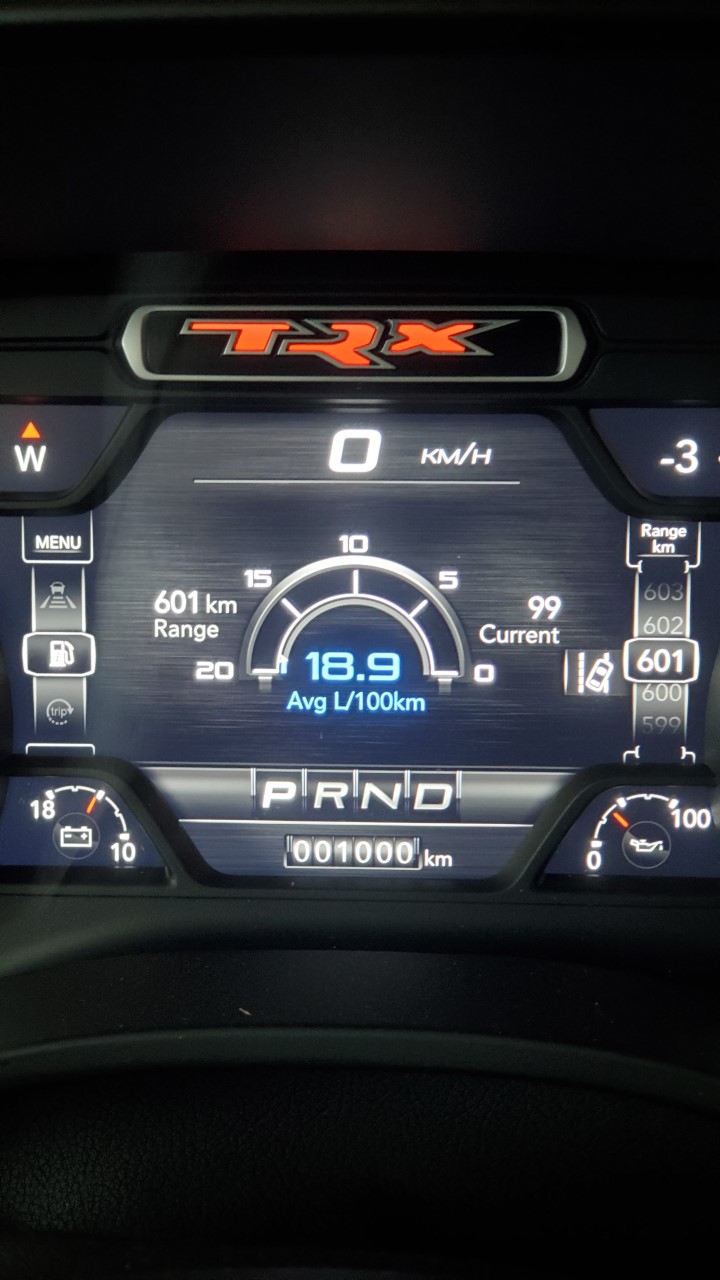 TRX
W
0 KM/H
-3
MENU
Range
km
10
15
5
601 km
Range
99
Current
20
0
18.9
Avg L/100km
603
602
601
600
599
trip
P R N D
18
10
001000 km
100
0